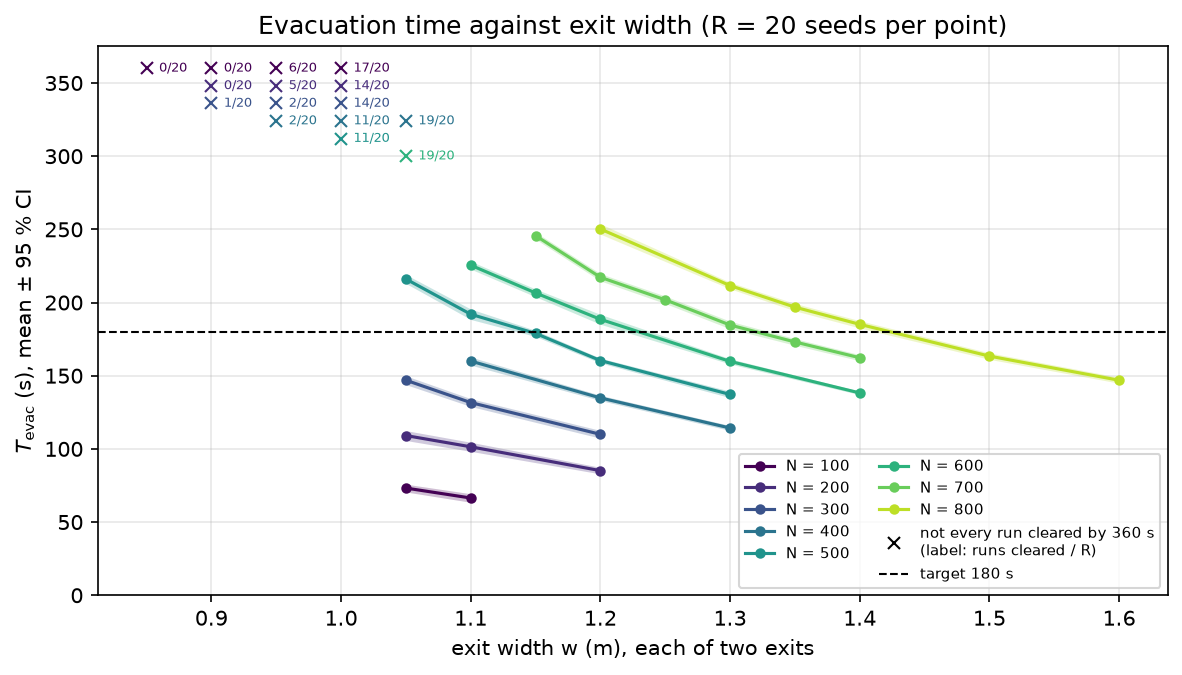 Evacuation time against exit width (R = 20 seeds per point)
0/20 0/20 6/20 17/20
0/20 5/20 14/20
1/20 2/20 14/20
2/20 11/20 19/20
11/20
19/20
350
300
250
200
150
100
50
0
T_evac (s), mean ± 95 % CI
N = 100
N = 200
N = 300
N = 400
N = 500
N = 600
N = 700
N = 800
not every run cleared by 360 s
(label: runs cleared / R)
target 180 s
0.9 1.0 1.1 1.2 1.3 1.4 1.5 1.6
exit width w (m), each of two exits